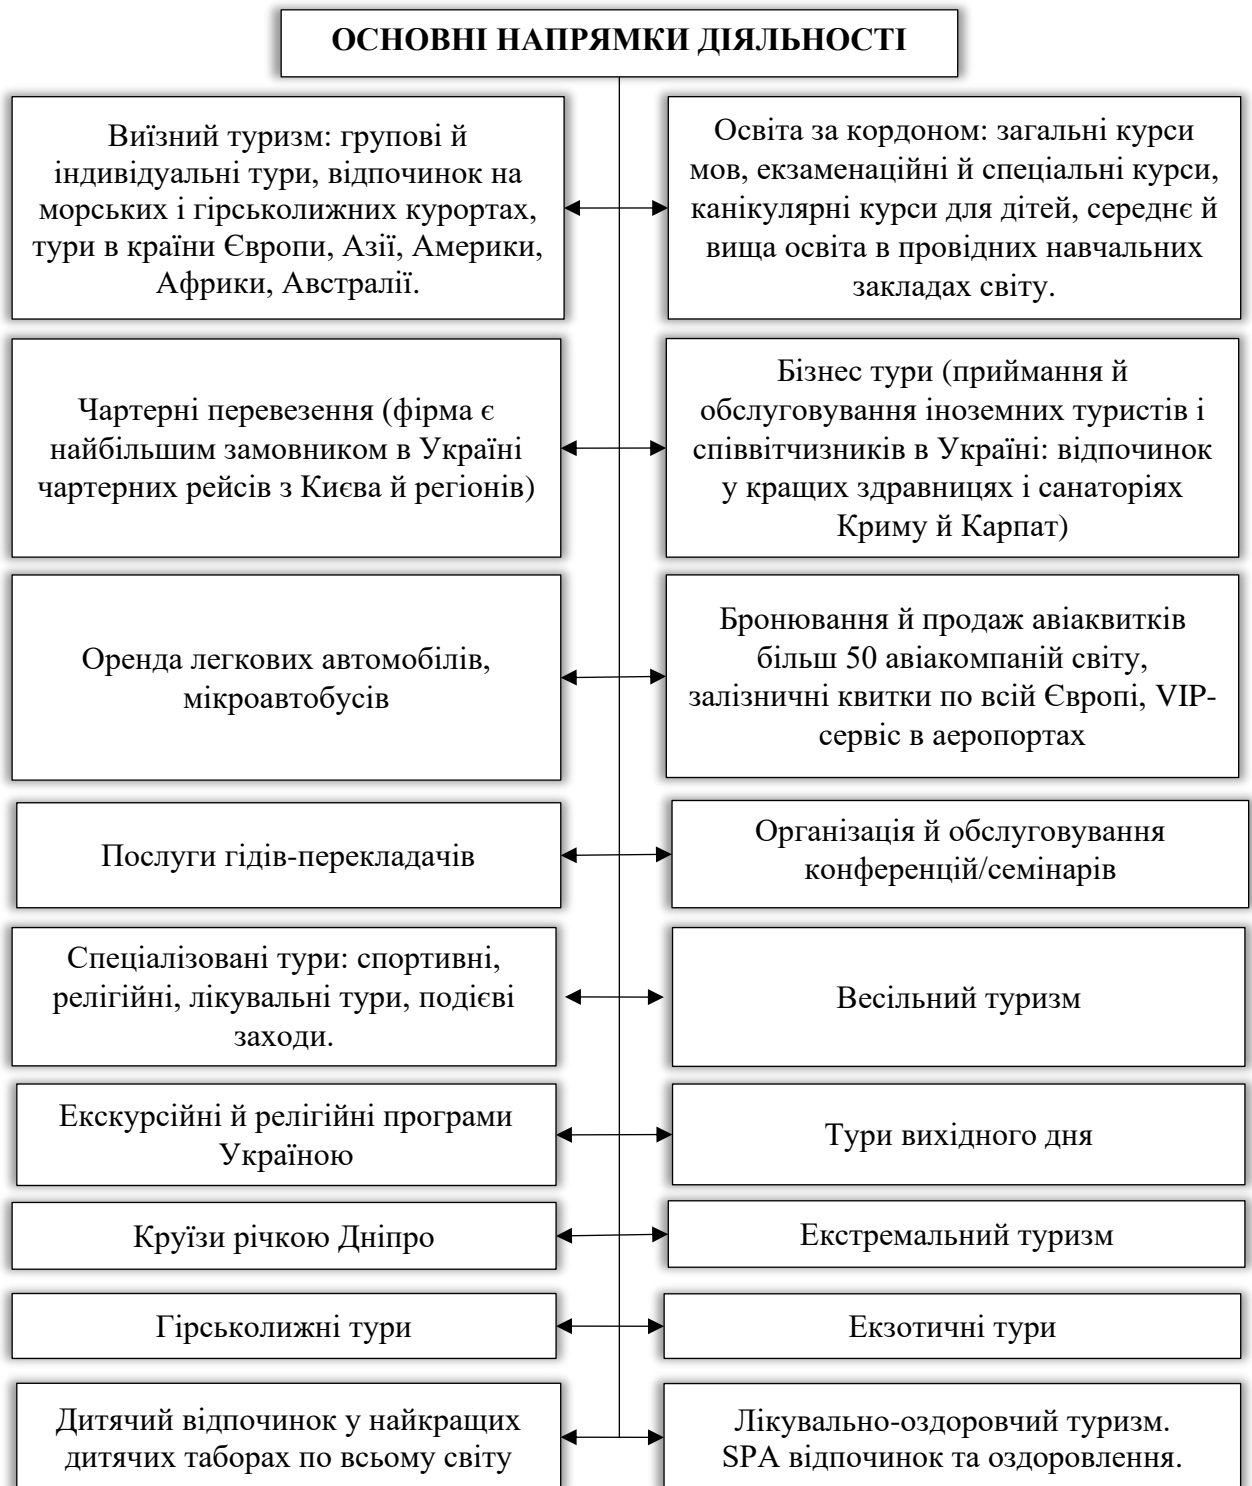 ОСНОВНІ НАПРЯМКИ ДІЯЛЬНОСТІ
Виїзний туризм: групові й
індивідуальні тури, відпочинок на
морських і гірськолижних курортах,
тури в країни Європи, Азії, Америки,
Африки, Австралії.
Освіта за кордоном: загальні курси
мов, екзаменаційні й спеціальні курси,
канікулярні курси для дітей, середнє й
вища освіта в провідних навчальних
закладах світу.
Чартерні перевезення (фірма є
найбільшим замовником в Україні
чартерних рейсів з Києва й регіонів)
Бізнес тури (приймання й
обслуговування іноземних туристів і
співвітчизників в Україні: відпочинок
у кращих здравницях і санаторіях
Криму й Карпат)
Оренда легкових автомобілів,
мікроавтобусів
Бронювання й продаж авіаквитків
більш 50 авіакомпаній світу,
залізничні квитки по всій Європі, VIP-
сервіс в аеропортах
Послуги гідів-перекладачів
Організація й обслуговування
конференцій/семінарів
Спеціалізовані тури: спортивні,
релігійні, лікувальні тури, подієві
заходи.
Весільний туризм
Екскурсійні й релігійні програми
Україною
Тури вихідного дня
Круїзи річкою Дніпро
Екстремальний туризм
Гірськолижні тури
Екзотичні тури
Дитячий відпочинок у найкращих
дитячих таборах по всьому світу
Лікувально-оздоровчий туризм.
SPA відпочинок та оздоровлення.